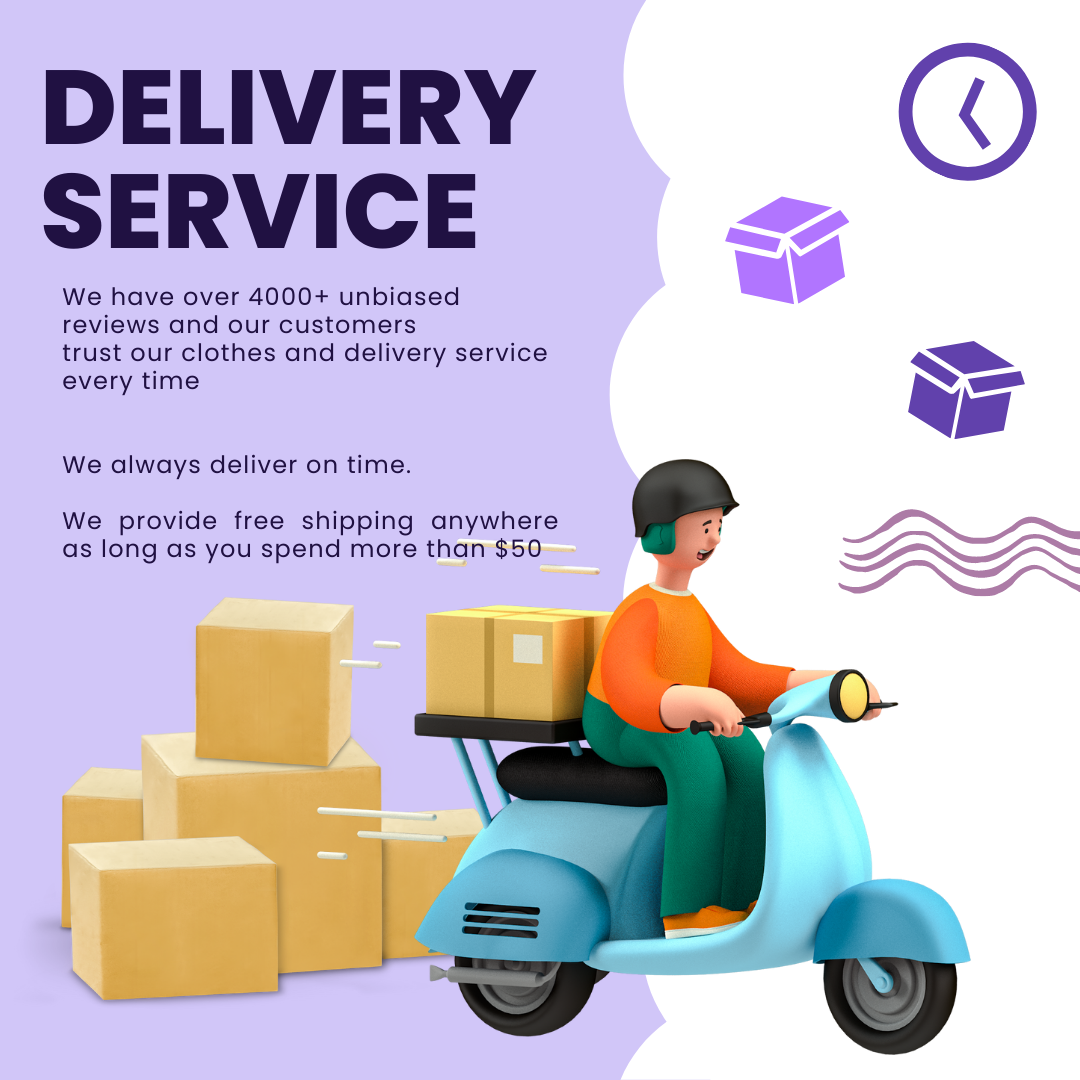 DELIVERY
SERVICE
We have over 4000+ unbiased
reviews and our customers
trust our clothes and delivery service
every time
We always deliver on time.
We provide free shipping anywhere
as long as you spend more than $50